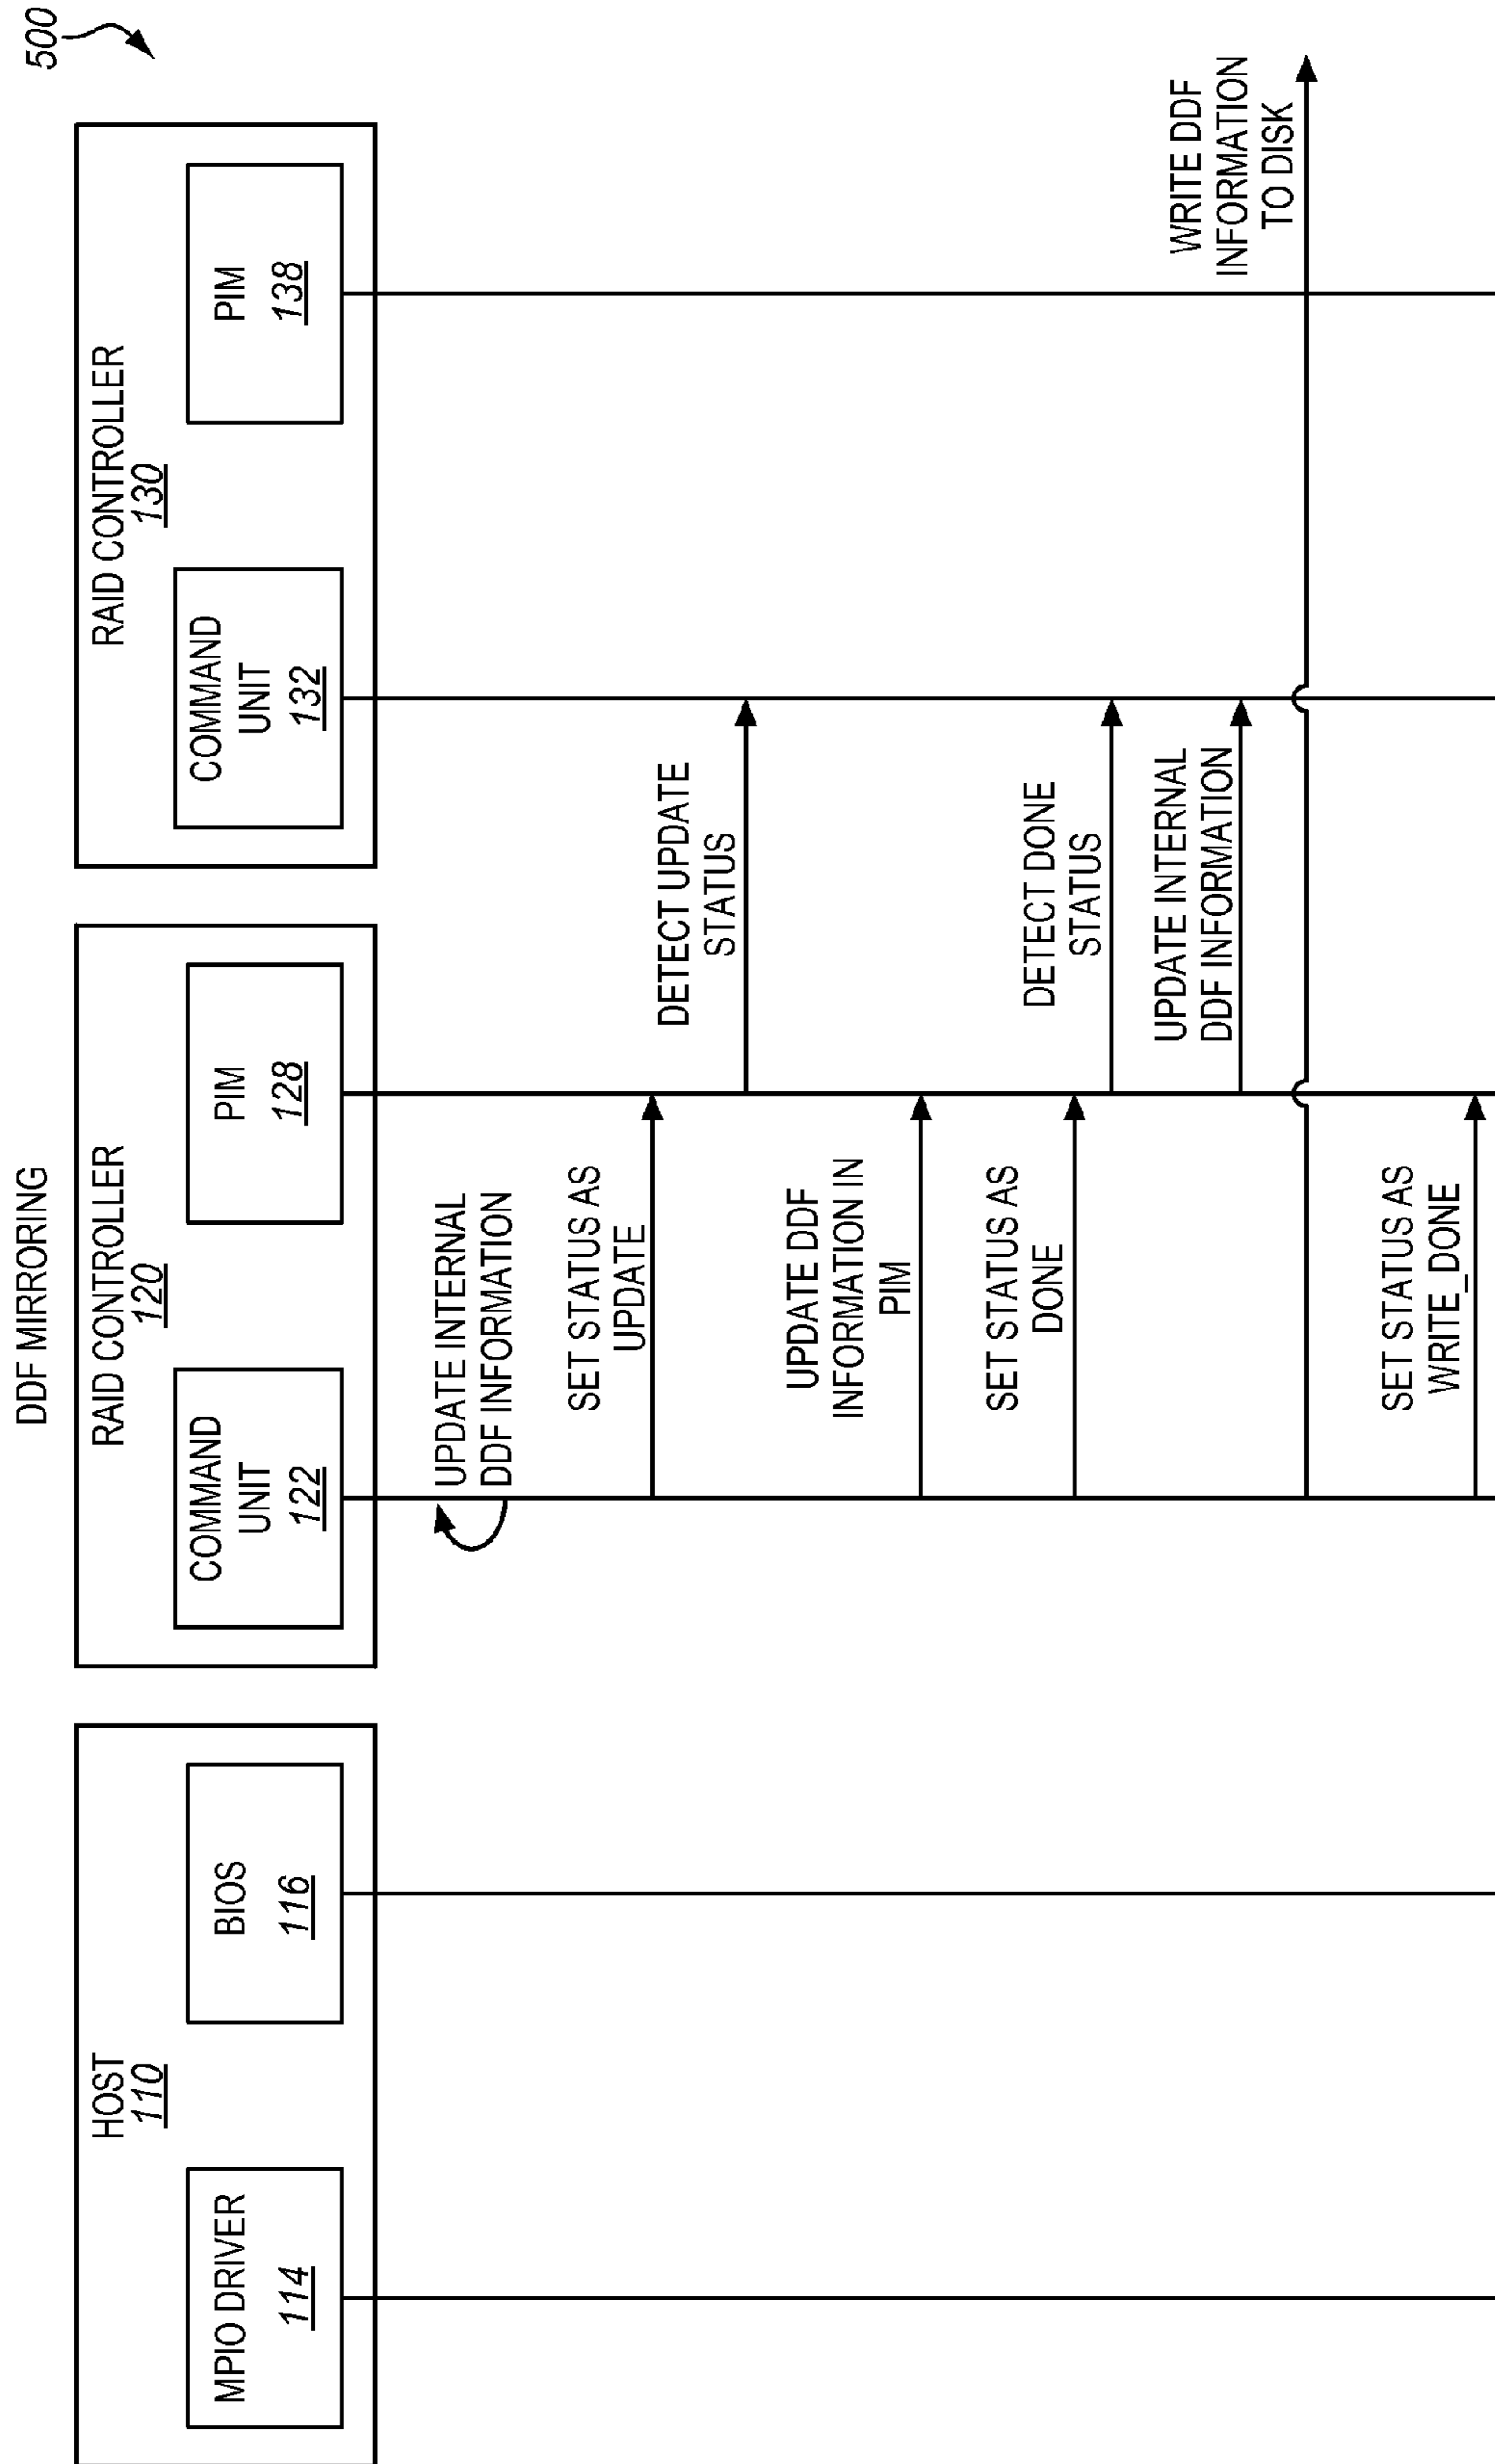 DDF MIRRORING
500
HOST
110
MPIO DRIVER
114
BIOS
116
RAID CONTROLLER
120
COMMAND
UNIT
122
PIM
128
RAID CONTROLLER
130
COMMAND
UNIT
132
PIM
138
UPDATE INTERNAL
DDF INFORMATION
SET STATUS AS
UPDATE
DETECT UPDATE
STATUS
UPDATE DDF
INFORMATION IN
PIM
SET STATUS AS
DONE
DETECT DONE
STATUS
UPDATE INTERNAL
DDF INFORMATION
WRITE DDF
INFORMATION
TO DISK
SET STATUS AS
WRITE_DONE